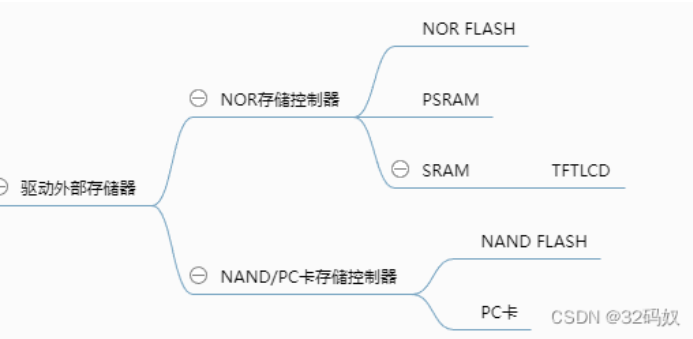 NOR FLASH
NOR存储控制器
PSRAM
SRAM
TFTLCD
驱动外部存储器
NAND FLASH
NAND/PC卡存储控制器
PC卡
CSDN @32码奴